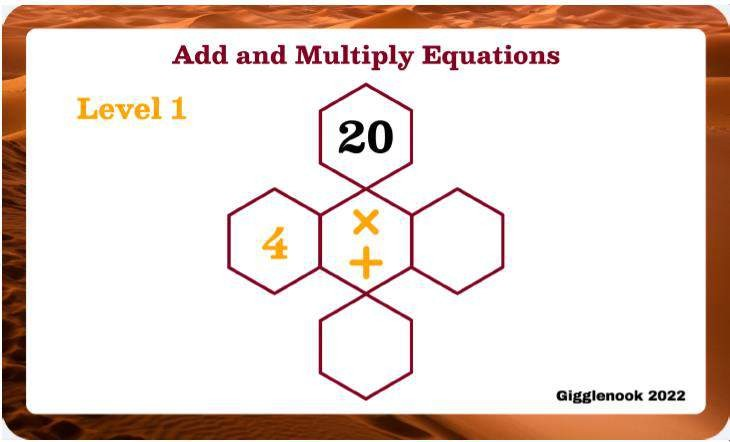 Add and Multiply Equations
Level 1
20
4
×
+
Gigglenook 2022